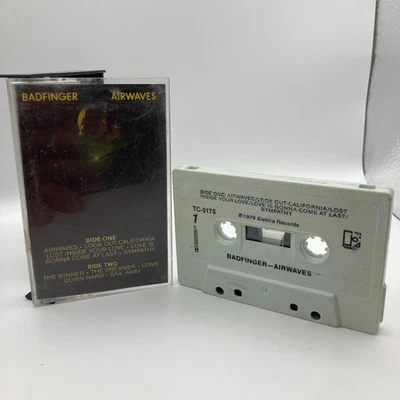 BADFINGER AIRWAVES
SIDE ONE
AIRWAVES • LOOK OUT CALIFORNIA
LOST INSIDE YOUR LOVE • LOVE IS
GONNA COME AT LAST • SYMPATHY
SIDE TWO
THE WINNER • THE DREAMER • COME
DOWN HARD • SAIL AWAY
SIDE ONE: AIRWAVES/LOOK OUT CALIFORNIA/LOST
INSIDE YOUR LOVE/LOVE IS GONNA COME AT LAST/
SYMPATHY
TC-5175
℗1979 Elektra Records
1
E
BADFINGER—AIRWAVES